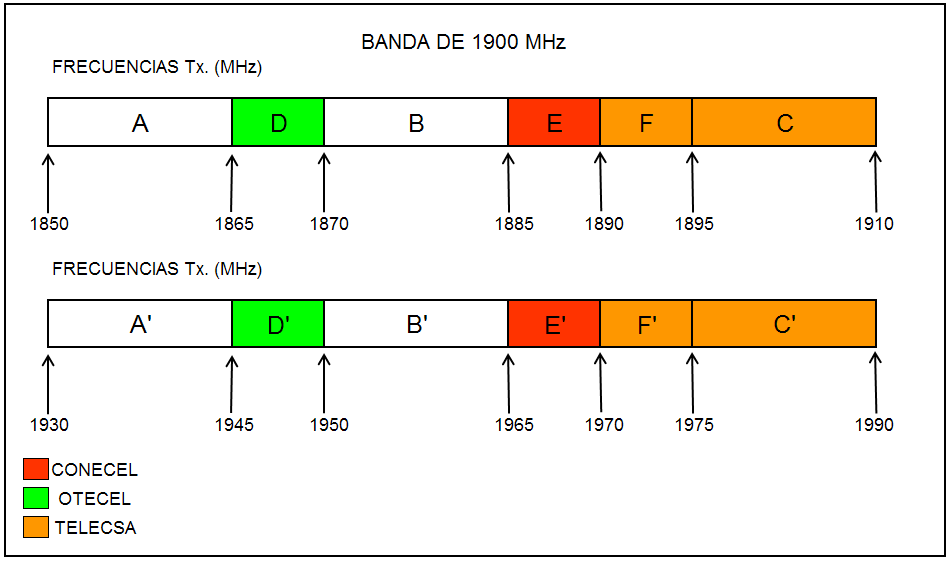 BANDA DE 1900 MHz
FRECUENCIAS Tx. (MHz)
A D B E F C
1850 1865 1870 1885 1890 1895 1910
FRECUENCIAS Tx. (MHz)
A' D' B' E' F' C'
1930 1945 1950 1965 1970 1975 1990
CONECEL
OTECEL
TELECSA